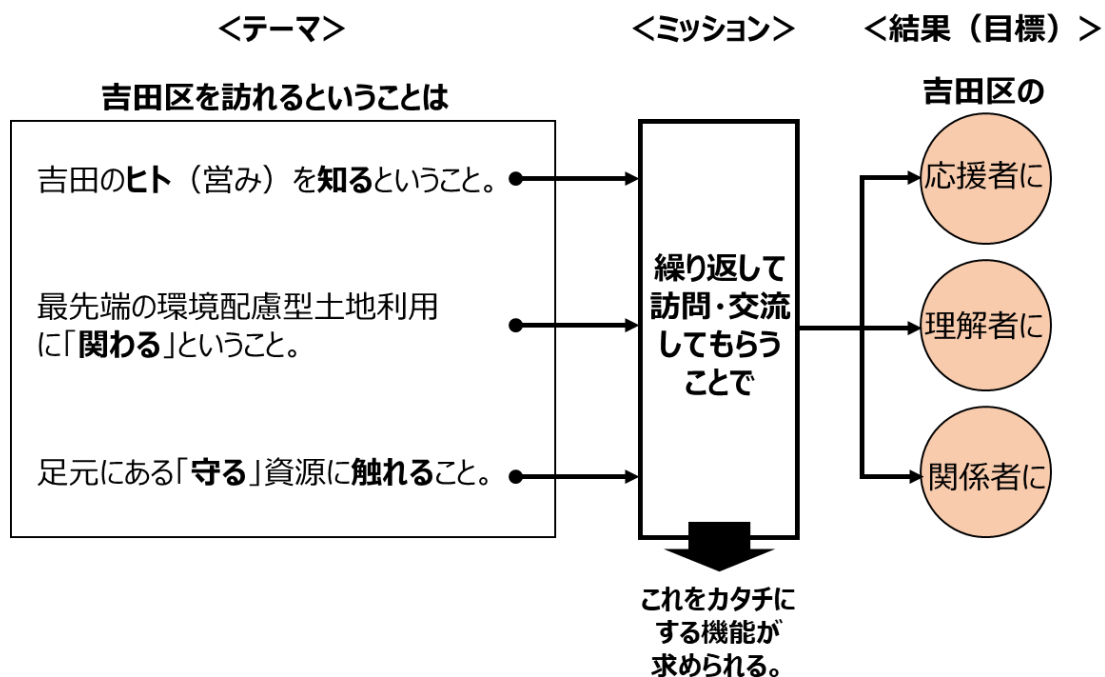 ＜テーマ＞
＜ミッション＞
＜結果（目標）＞
吉田区を訪れるということは
吉田のヒト（営み）を知るということ。
最先端の環境配慮型土地利用
に「関わる」ということ。
足元にある「守る」資源に触れること。
繰り返して
訪問・交流
してもらう
ことで
これをカタチに
する機能が
求められる。
吉田区の
応援者に
理解者に
関係者に